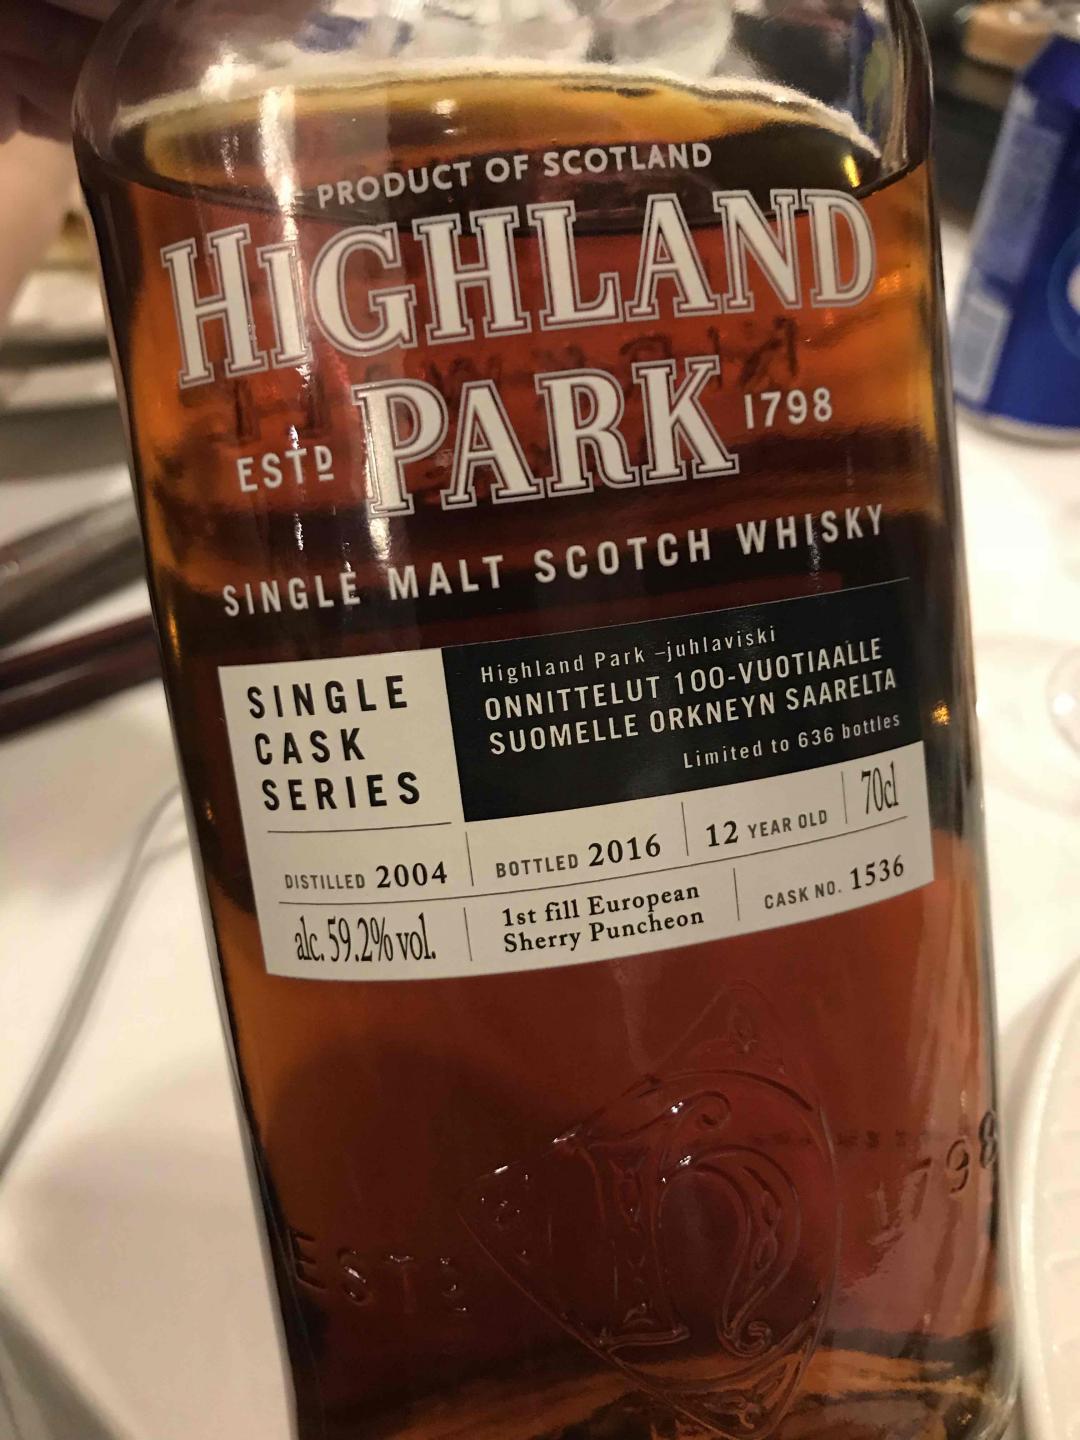 PRODUCT OF SCOTLAND
HIGHLAND
ESTD PARK 1798
SINGLE MALT SCOTCH WHISKY
SINGLE
CASK
SERIES
Highland Park –juhlaviski
ONNITTELUT 100-VUOTIAALLE
SUOMELLE ORKNEYN SAARELTA
Limited to 636 bottles
DISTILLED 2004
BOTTLED 2016
12 YEAR OLD
70cl
alc. 59.2% vol.
1st fill European
Sherry Puncheon
CASK NO. 1536
ESTD 1798